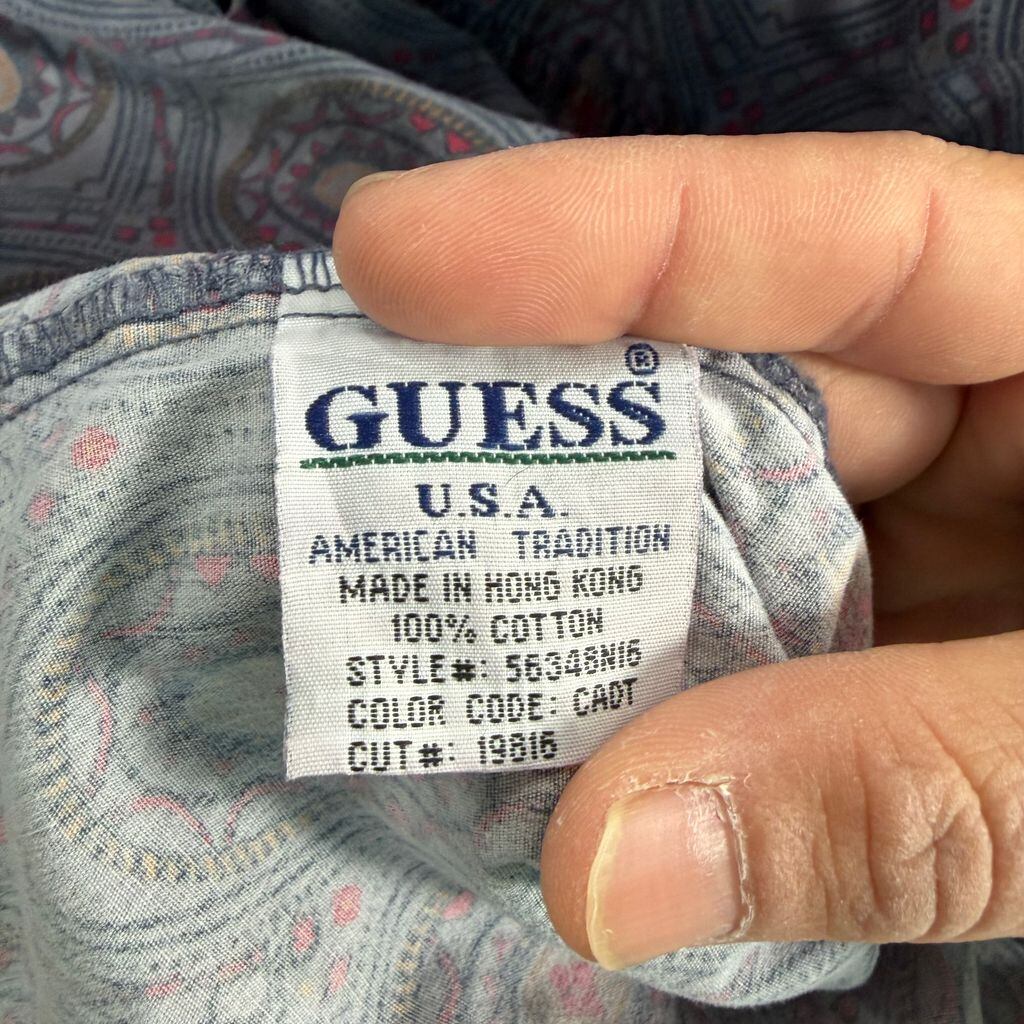 GUESS®
U.S.A.
AMERICAN TRADITION
MADE IN HONG KONG
100% COTTON
STYLE#: 56348N16
COLOR CODE: CADT
CUT#: 19816